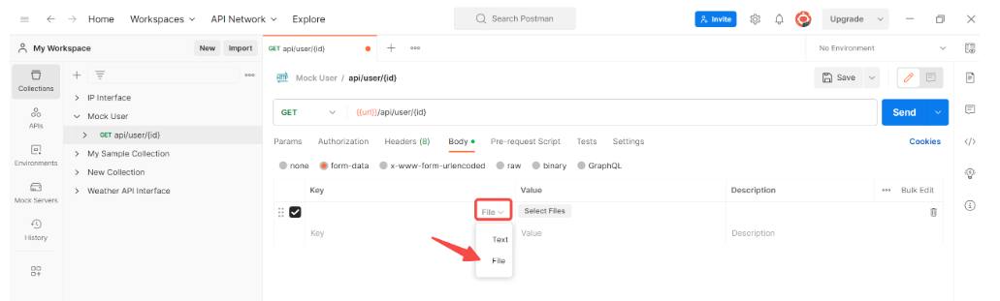 Home Workspaces API Network Explore Search Postman Invite Upgrade
My Workspace New Import GET api/user/{id} No Environment
Collections
APIs
Environments
Mock Servers
History
IP Interface
Mock User
GET api/user/{id}
My Sample Collection
New Collection
Weather API Interface
HTTP Mock User / api/user/{id} Save
GET {{url}}/api/user/{id} Send
Params Authorization Headers (8) Body Pre-request Script Tests Settings Cookies
none form-data x-www-form-urlencoded raw binary GraphQL
Key Value Description Bulk Edit
File Select Files
Key Value Description
Text
File